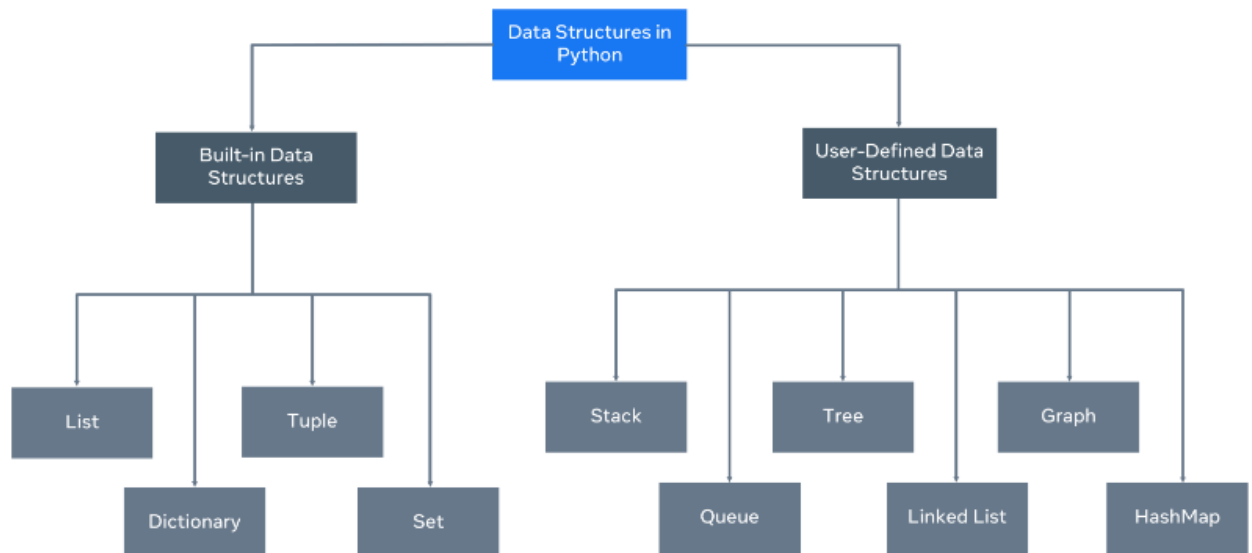 Data Structures in
Python
Built-in Data
Structures
User-Defined Data
Structures
List
Tuple
Stack
Tree
Graph
Dictionary
Set
Queue
Linked List
HashMap